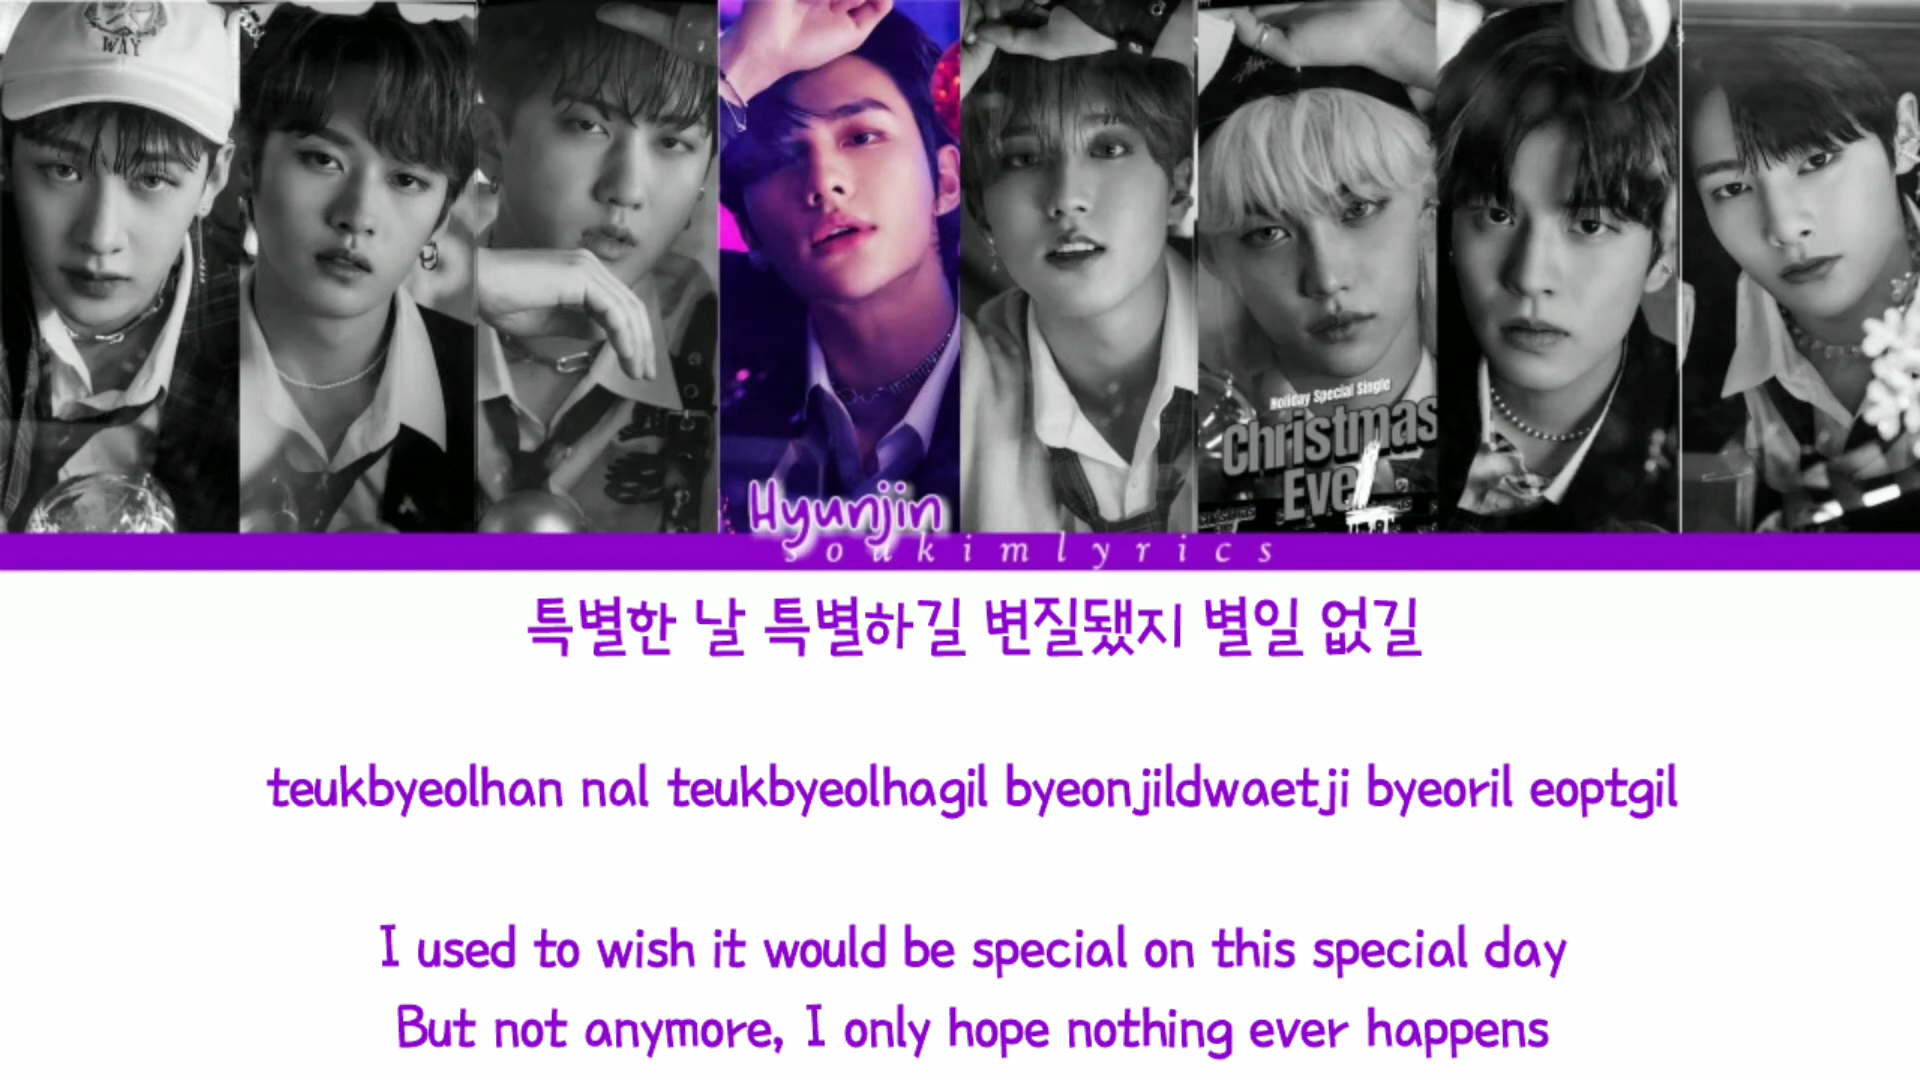 WAY
Holiday Special Single
Christmas
Eve
Hyunjin
soukimlyrics
특별한 날 특별하길 변질됐지 별일 없길
teukbyeolhan nal teukbyeolhagil byeonjildwaetji byeoril eoptgil
I used to wish it would be special on this special day
But not anymore, I only hope nothing ever happens